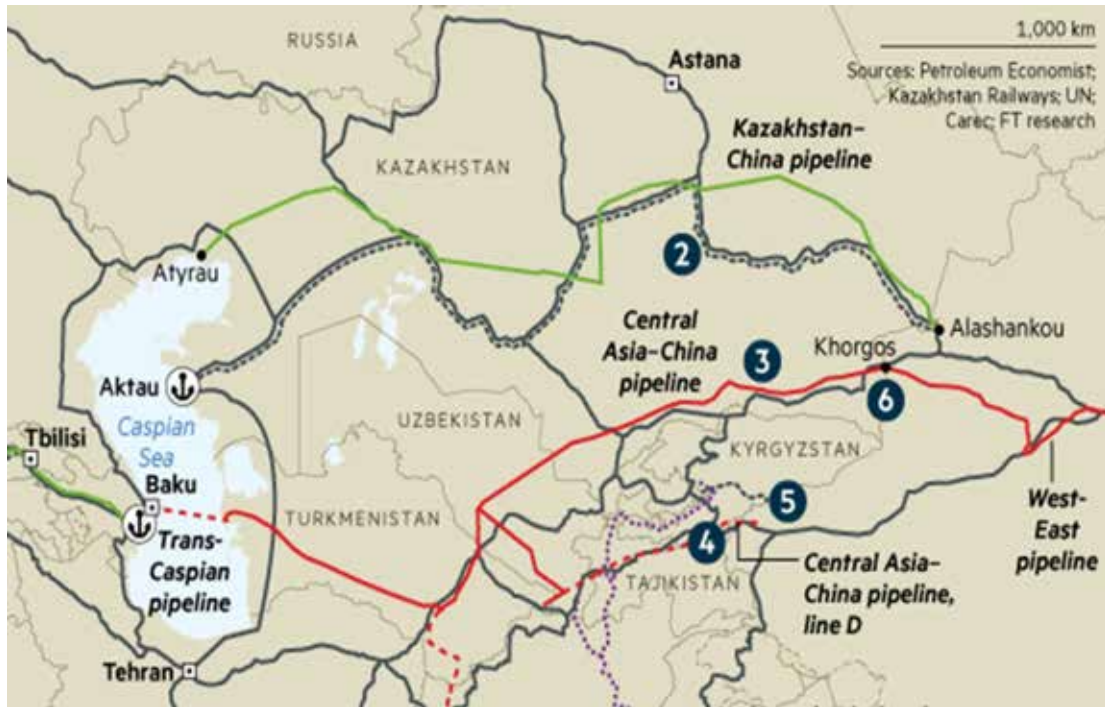 RUSSIA
Astana
1,000 km
Sources: Petroleum Economist;
Kazakhstan Railways; UN;
Carec; FT research
KAZAKHSTAN
Kazakhstan–
China pipeline
Atyrau
2
Central
Asia–China
pipeline
Alashankou
Khorgos
3
6
Aktau
UZBEKISTAN
Caspian
Sea
Tbilisi
KYRGYZSTAN
Baku
TURKMENISTAN
5
West-
East
pipeline
Trans-
Caspian
pipeline
4
TAJIKISTAN
Central Asia–
China pipeline,
line D
Tehran